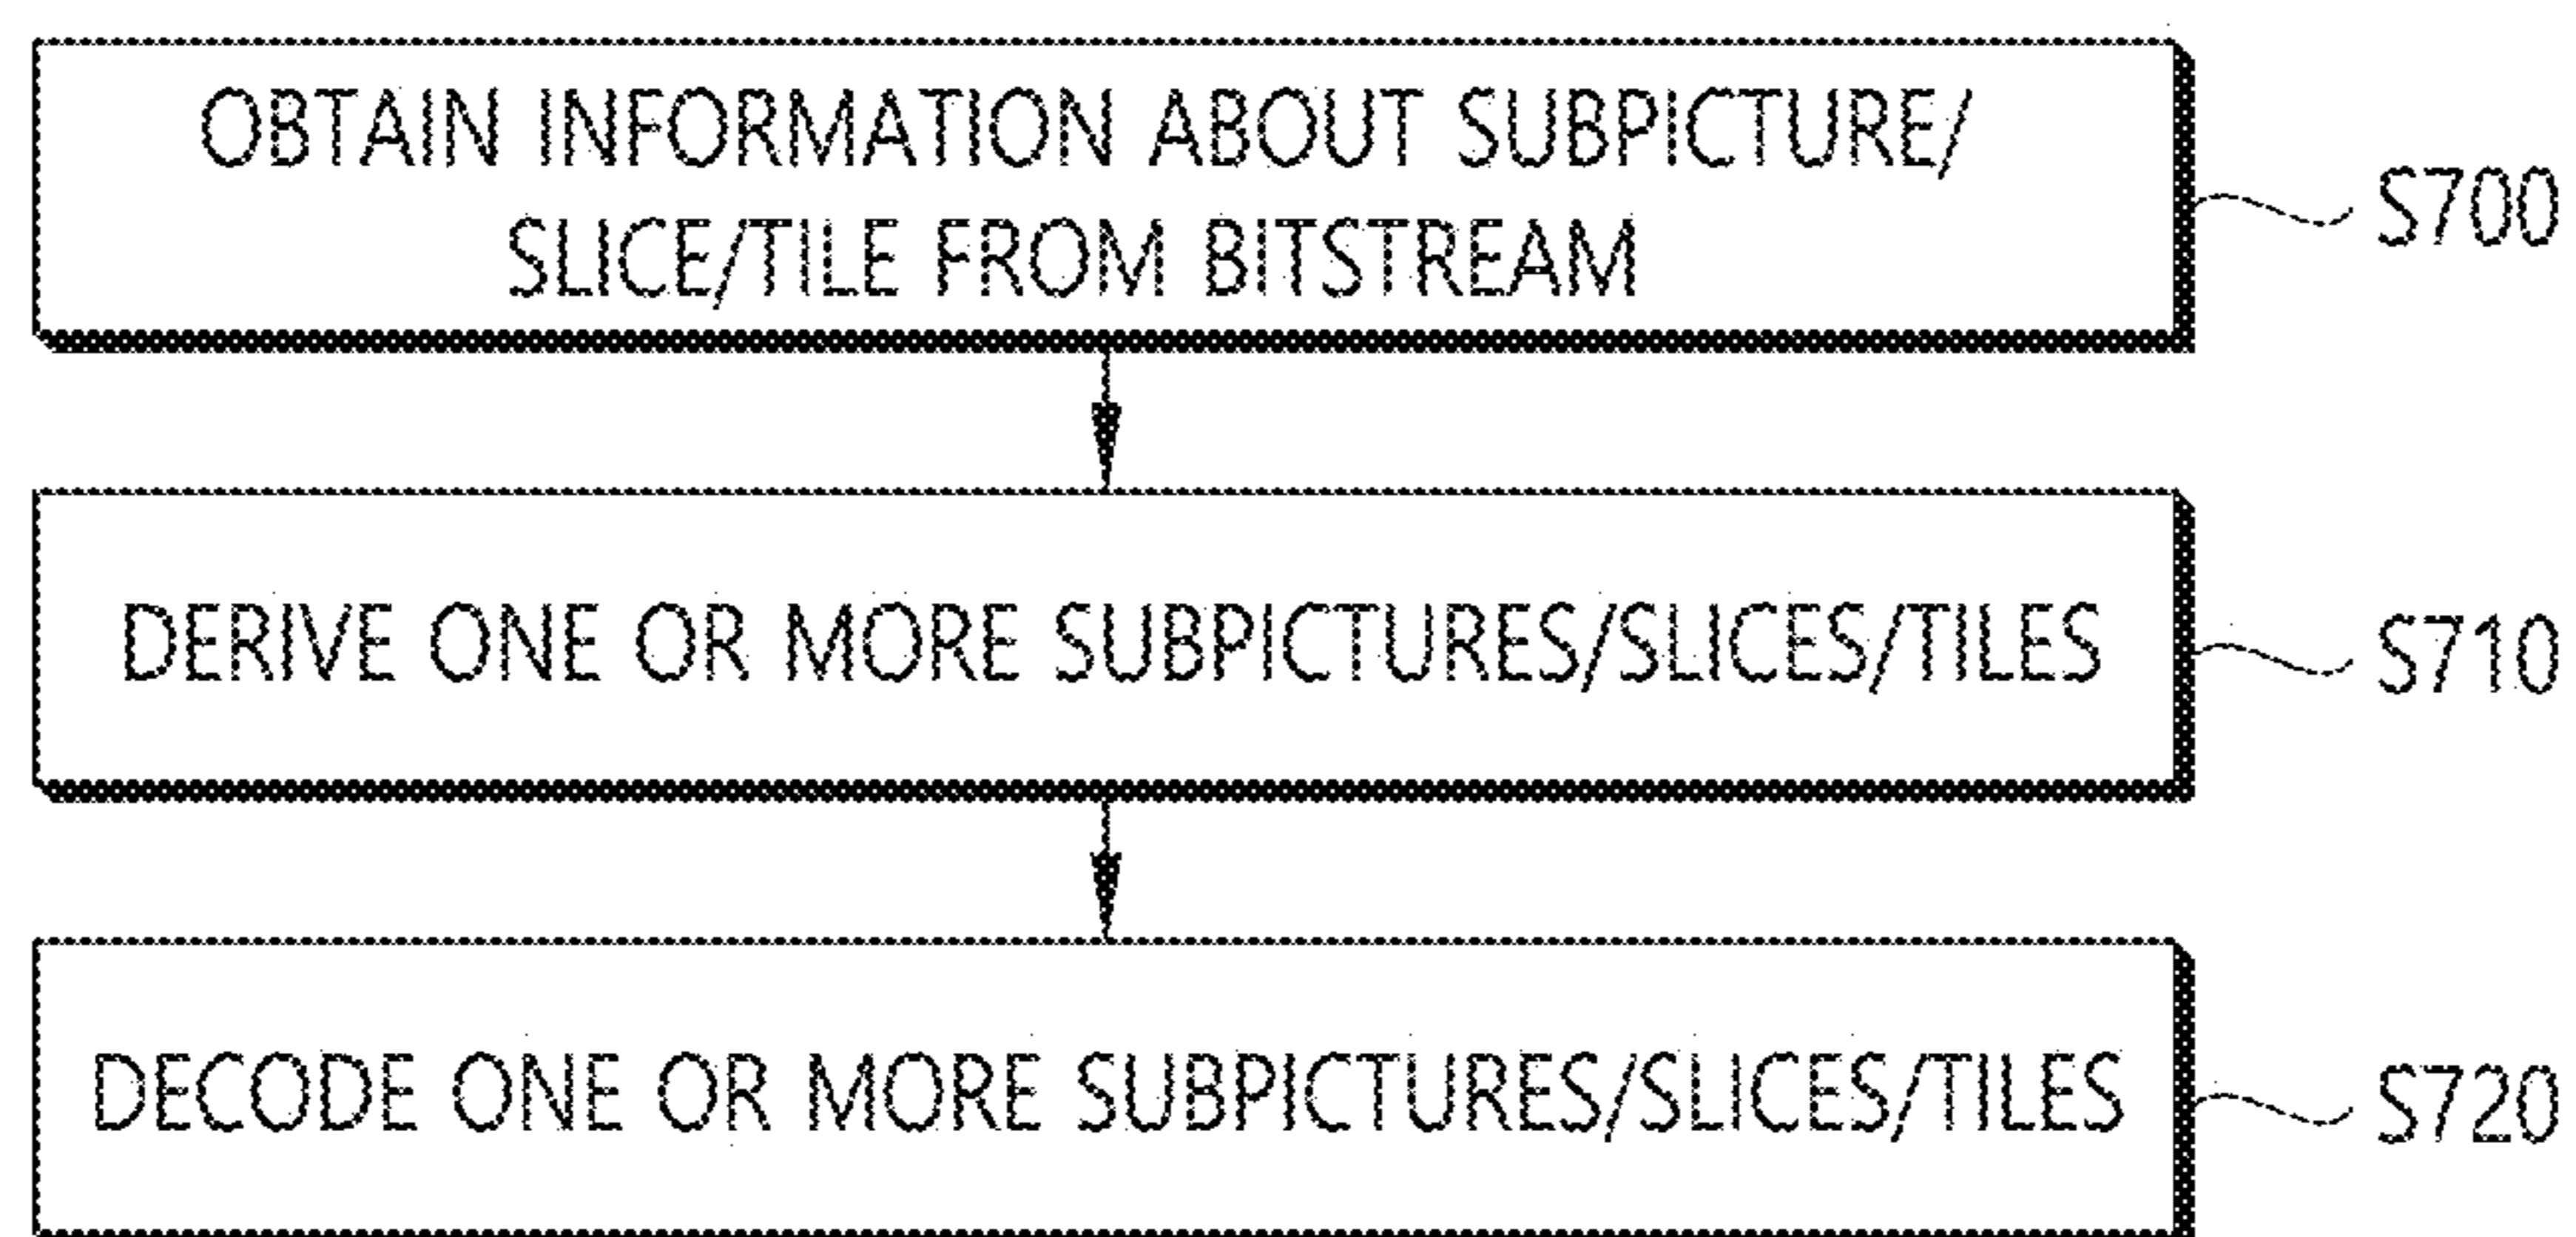 OBTAIN INFORMATION ABOUT SUBPICTURE/
SLICE/TILE FROM BITSTREAM
S700
DERIVE ONE OR MORE SUBPICTURES/SLICES/TILES
S710
DECODE ONE OR MORE SUBPICTURES/SLICES/TILES
S720